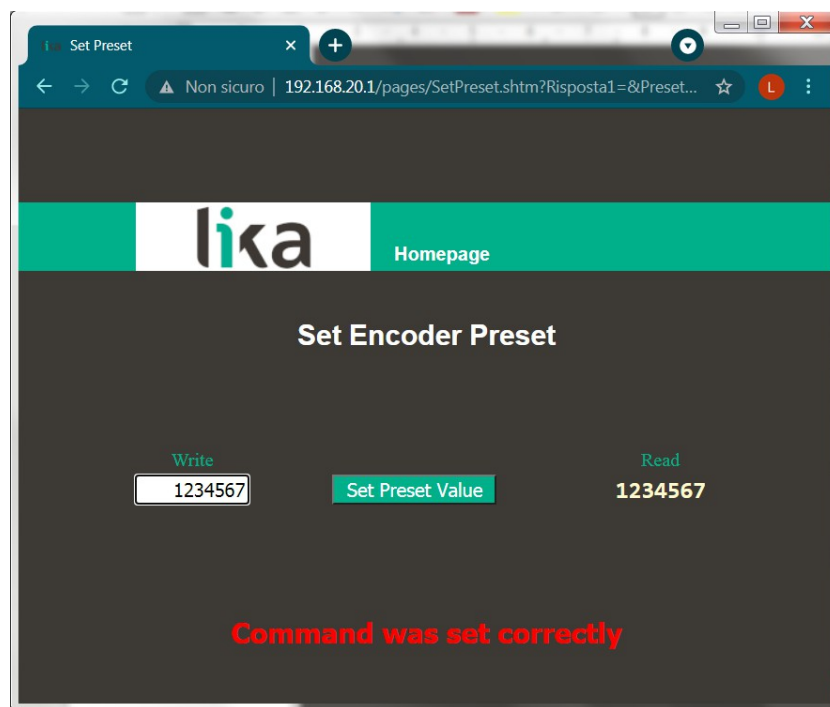 Set Preset
Non sicuro | 192.168.20.1/pages/SetPreset.shtm?Risposta1=&Preset... L
lika Homepage
Set Encoder Preset
Write Read
1234567 Set Preset Value 1234567
Command was set correctly